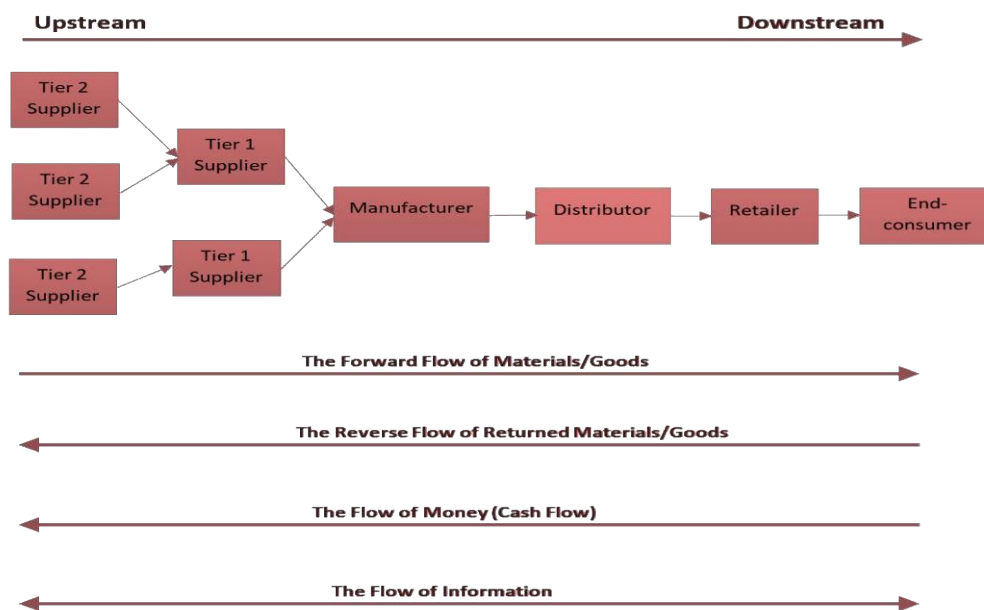 Upstream
Downstream
Tier 2
Supplier
Tier 2
Supplier
Tier 2
Supplier
Tier 1
Supplier
Tier 1
Supplier
Manufacturer
Distributor
Retailer
End-
consumer
The Forward Flow of Materials/Goods
The Reverse Flow of Returned Materials/Goods
The Flow of Money (Cash Flow)
The Flow of Information